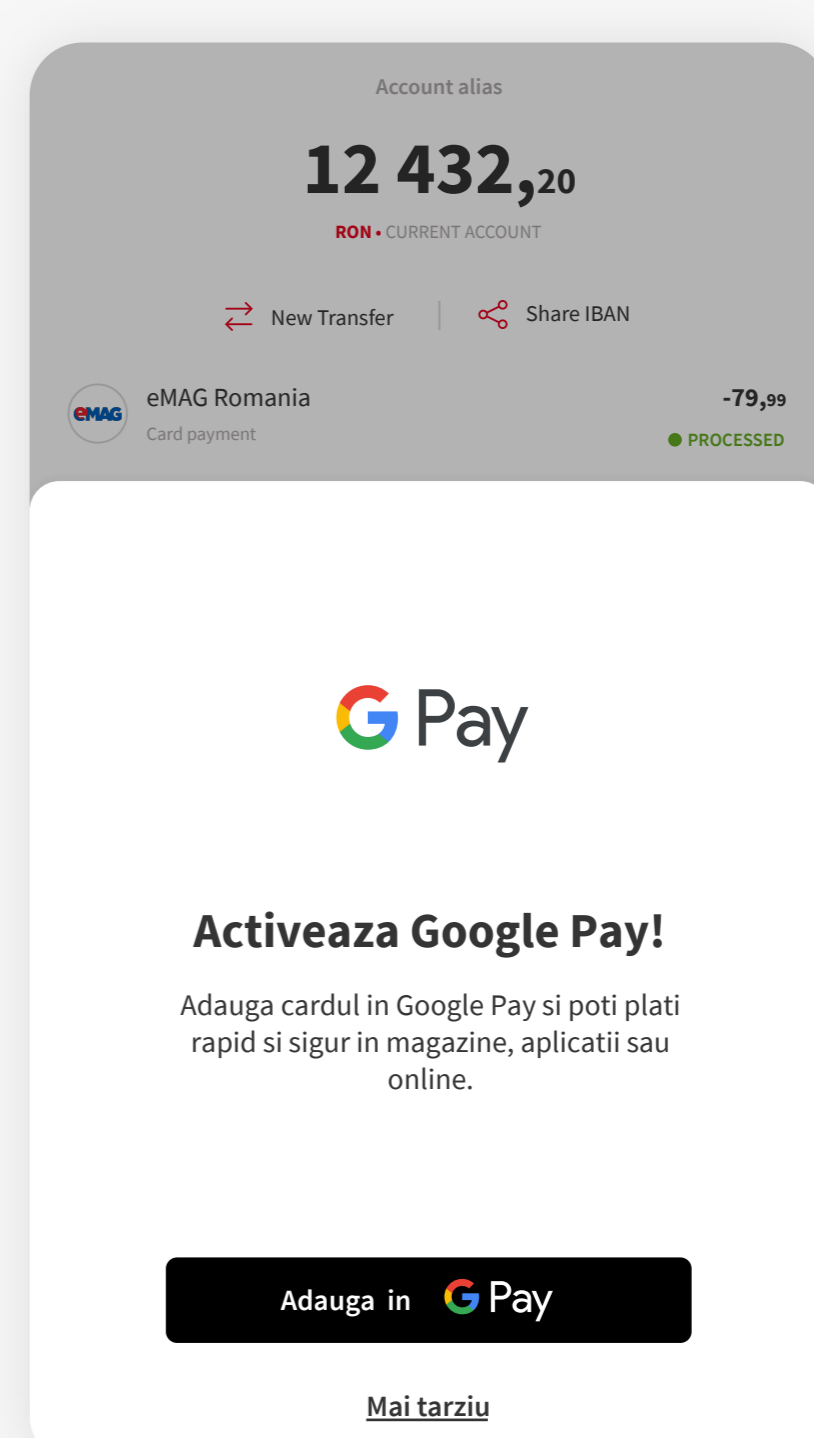 Account alias
12 432,20
RON • CURRENT ACCOUNT
New Transfer
Share IBAN
eMAG
eMAG Romania
-79,99
Card payment
PROCESSED
G Pay
Activeaza Google Pay!
Adauga cardul in Google Pay si poti plati
rapid si sigur in magazine, aplicatii sau
online.
Adauga in G Pay
Mai tarziu